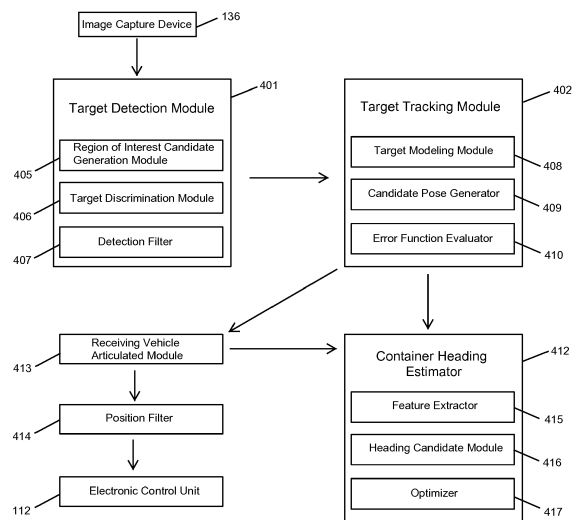 Image Capture Device
136
Target Detection Module
401
Region of Interest Candidate
Generation Module
405
Target Discrimination Module
406
Detection Filter
407
Target Tracking Module
402
Target Modeling Module
408
Candidate Pose Generator
409
Error Function Evaluator
410
Receiving Vehicle
Articulated Module
413
Position Filter
414
Electronic Control Unit
112
Container Heading
Estimator
412
Feature Extractor
415
Heading Candidate Module
416
Optimizer
417